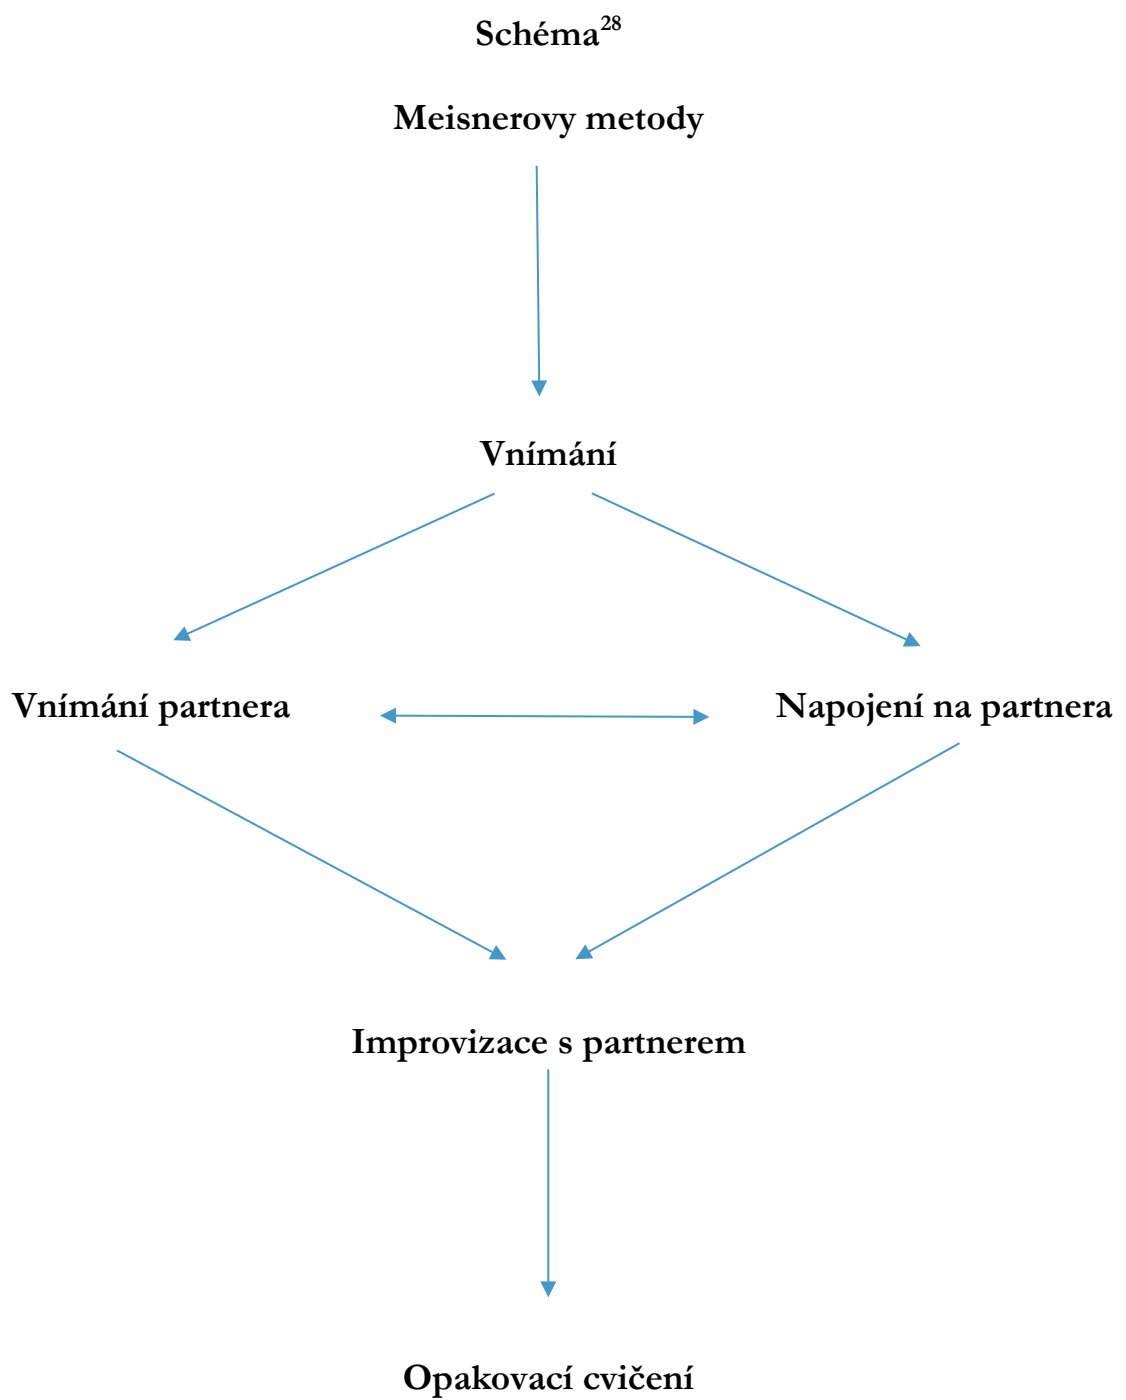 Schéma28
Meisnerovy metody
Vnímání
Vnímání partnera
Napojení na partnera
Improvizace s partnerem
Opakovací cvičení